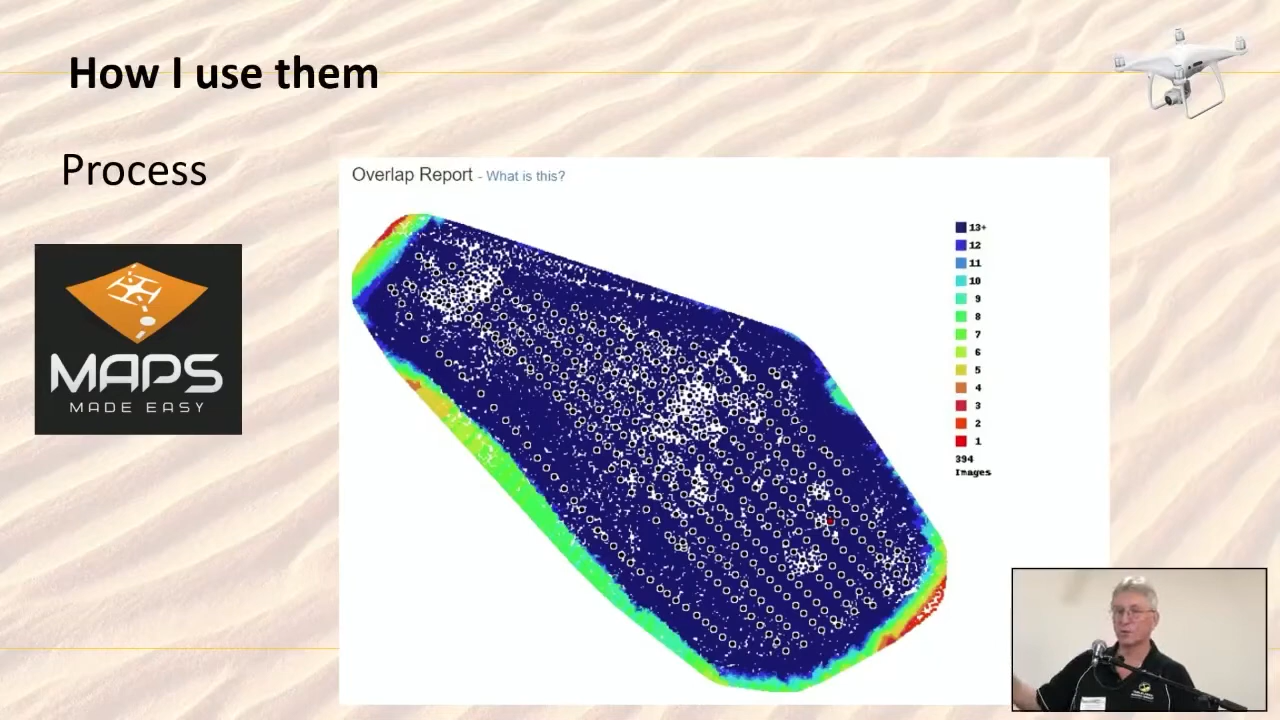 How I use them
Process
MAPS
MADE EASY
Overlap Report - What is this?
13+
12
11
10
9
8
7
6
5
4
3
2
1
394
Images